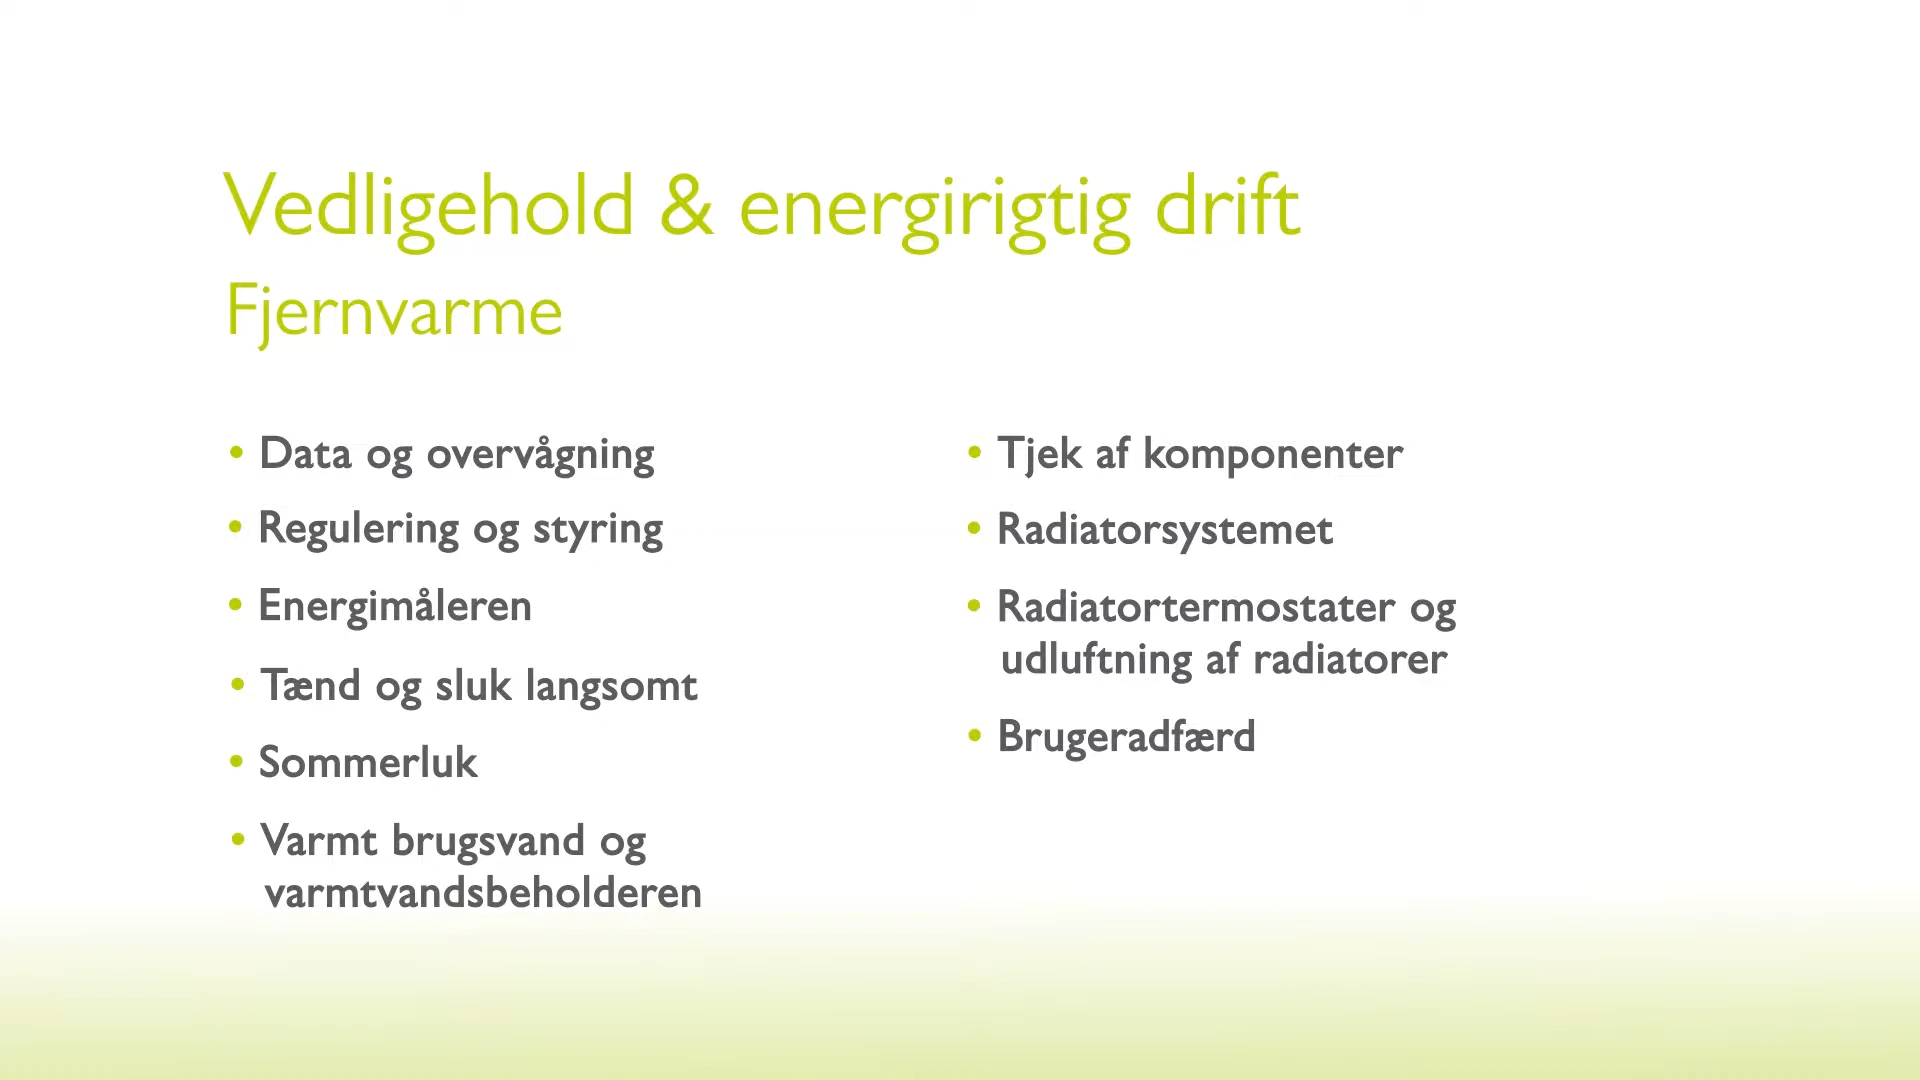 Vedligehold & energirigtig drift
Fjernvarme
• Data og overvågning
• Regulering og styring
• Energimåleren
• Tænd og sluk langsomt
• Sommerluk
• Varmt brugsvand og
varmtvandsbeholderen
• Tjek af komponenter
• Radiatorsystemet
• Radiatortermostater og
udluftning af radiatorer
• Brugeradfærd